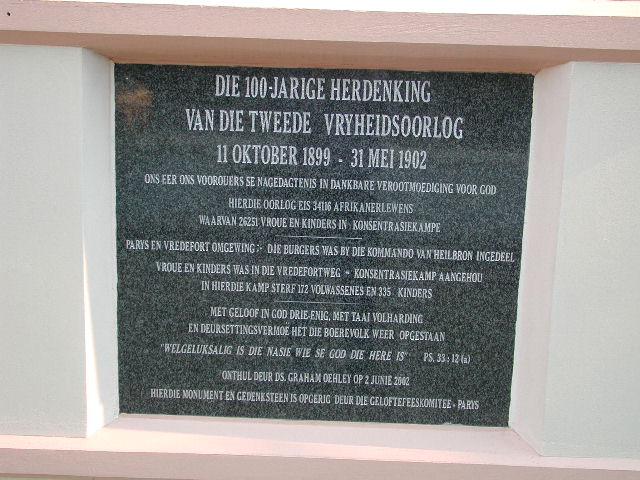 DIE 100-JARIGE HERDENKING
VAN DIE TWEEDE VRYHEIDSOORLOG
11 OKTOBER 1899 - 31 MEI 1902
ONS EER ONS VOOROUERS SE NAGEDAGTENIS IN DANKBARE VEROOTMOEDIGING VOOR GOD
HIERDIE OORLOG EIS 34116 AFRIKANERLEWENS
WAARVAN 26251 VROUE EN KINDERS IN KONSENTRASIEKAMPE
PARYS EN VREDEFORT OMGEWING :- DIE BURGERS WAS BY DIE KOMMANDO VAN HEILBRON INGEDEEL
VROUE EN KINDERS WAS IN DIE VREDEFORTWEG - KONSENTRASIEKAMP AANGEHOU
IN HIERDIE KAMP STERF 172 VOLWASSENES EN 335 KINDERS
MET GELOOF IN GOD DRIE-ENIG, MET TAAI VOLHARDING
EN DEURSETTINGSVERMOË HET DIE BOEREVOLK WEER OPGESTAAN
"WELGELUKSALIG IS DIE NASIE WIE SE GOD DIE HERE IS" PS. 33 : 12 (a)
ONTHUL DEUR DS. GRAHAM OEHLEY OP 2 JUNIE 2002
HIERDIE MONUMENT EN GEDENKSTEEN IS OPGERIG DEUR DIE GELOFTEFEESKOMITEE - PARYS